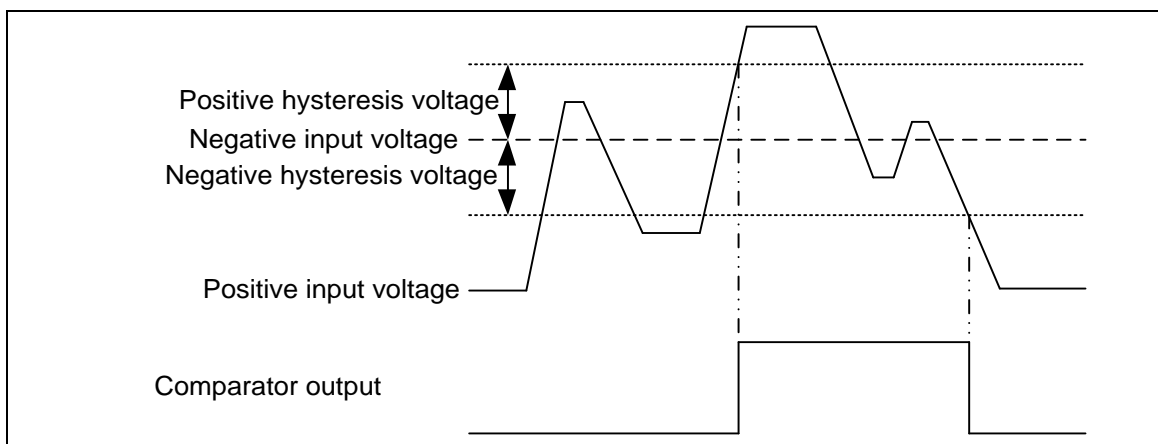 Positive hysteresis voltage
Negative input voltage
Negative hysteresis voltage
Positive input voltage
Comparator output